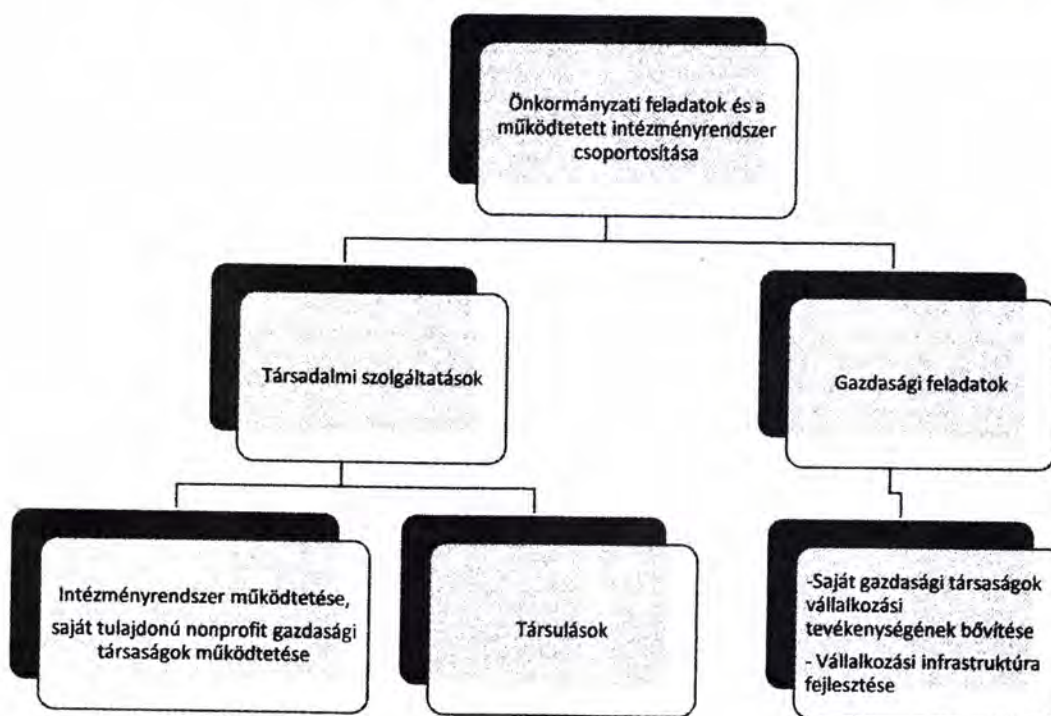 Önkormányzati feladatok és a
működtetett intézményrendszer
csoportosítása
Társadalmi szolgáltatások
Gazdasági feladatok
Intézményrendszer működtetése,
saját tulajdonú nonprofit gazdasági
társaságok működtetése
Társulások
-Saját gazdasági társaságok
vállalkozási
tevékenységének bővítése
- Vállalkozási infrastruktúra
fejlesztése